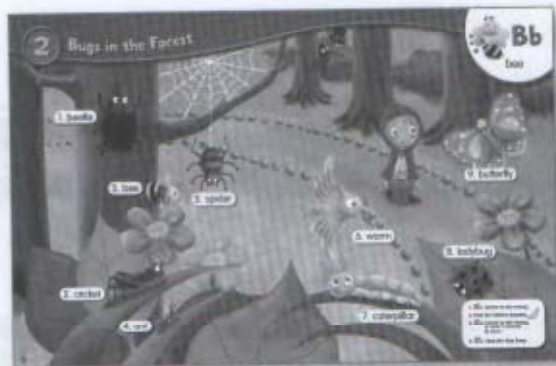 2 Bugs in the Forest
Bb
bee
1. beetle
9. butterfly
3. bee
5. spider
6. worm
8. ladybug
2. cricket
7. caterpillar
4. ant